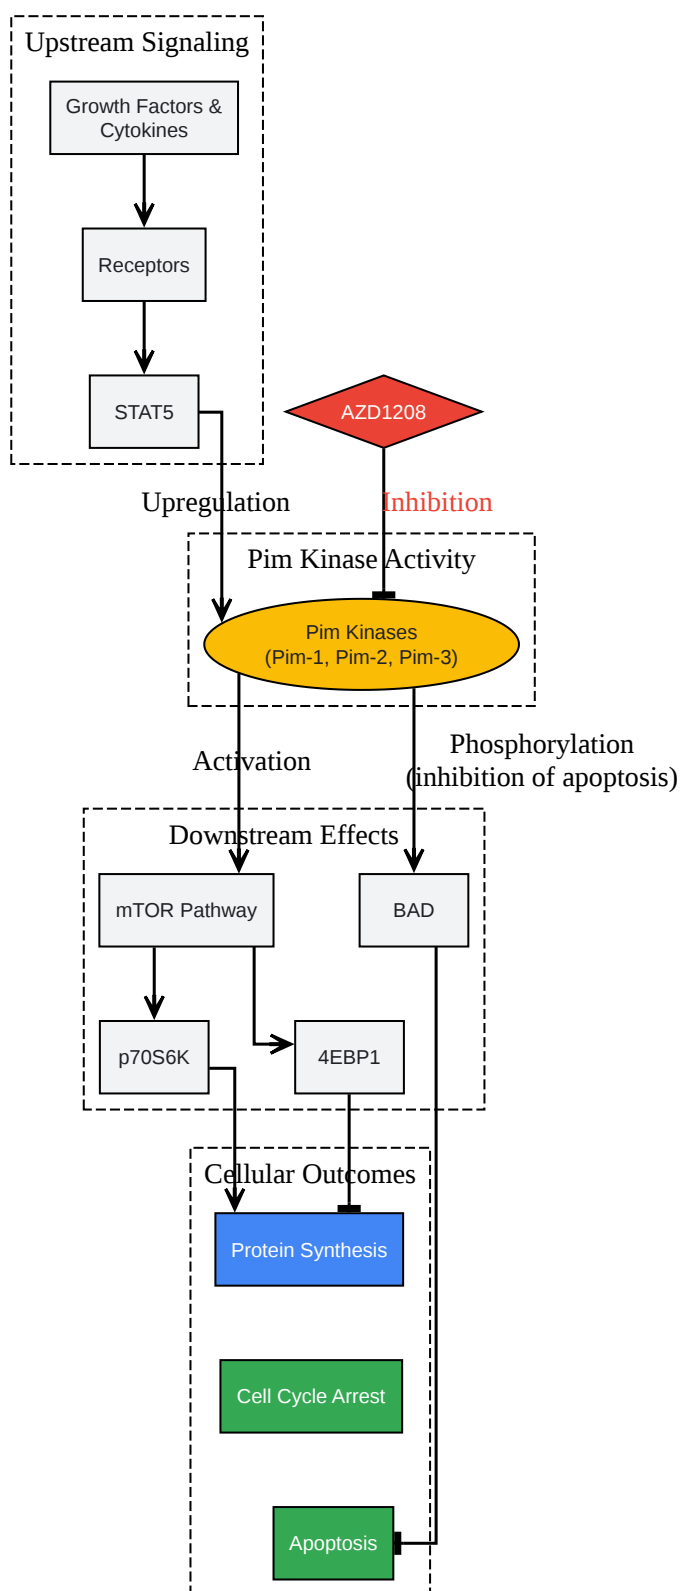 Upstream Signaling
Growth Factors &
Cytokines
Receptors
STAT5
AZD1208
Upregulation
Inhibition
Pim Kinase Activity
Pim Kinases
(Pim-1, Pim-2, Pim-3)
Activation
Phosphorylation
(inhibition of apoptosis)
Downstream Effects
mTOR Pathway
BAD
p70S6K
4EBP1
Cellular Outcomes
Protein Synthesis
Cell Cycle Arrest
Apoptosis